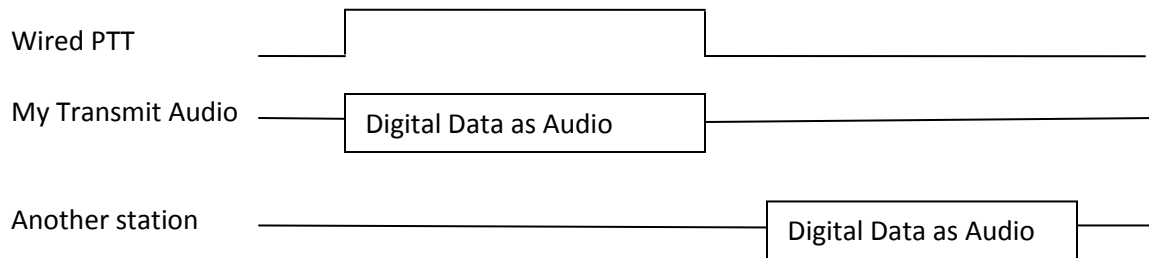 Wired PTT
My Transmit Audio
Digital Data as Audio
Another station
Digital Data as Audio